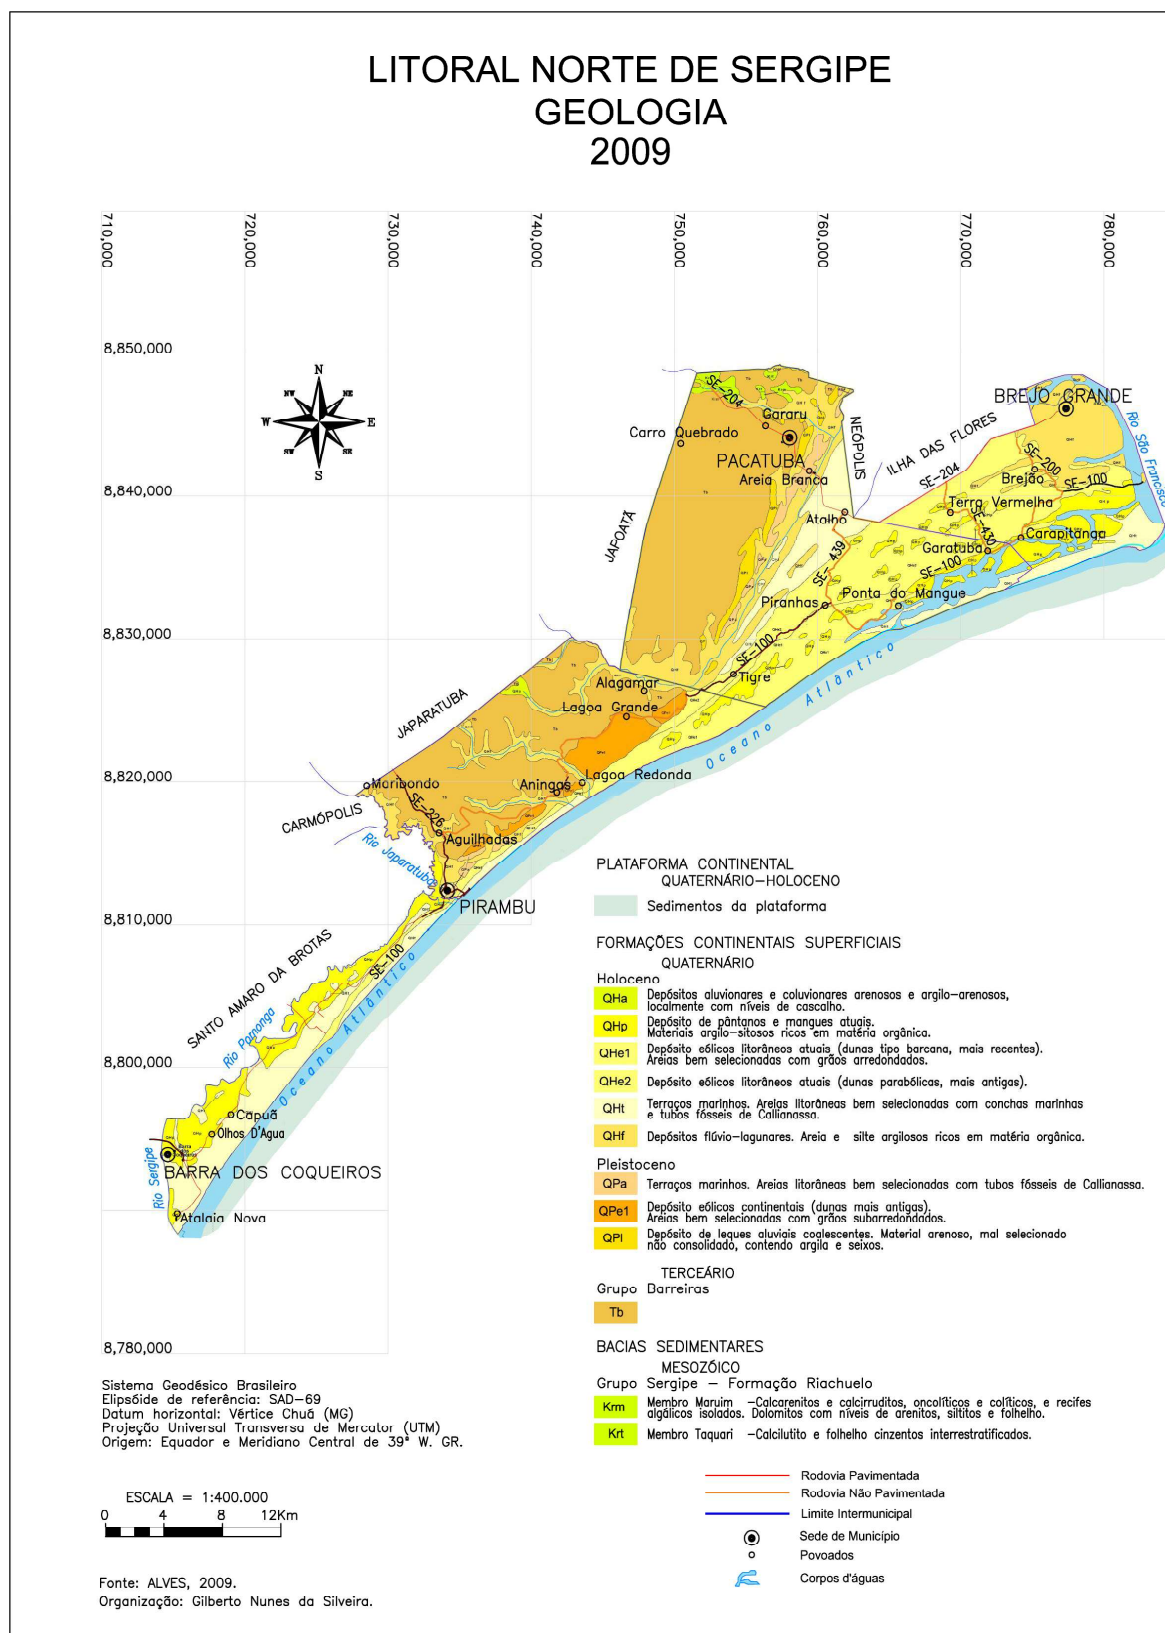 LITORAL NORTE DE SERGIPE
GEOLOGIA
2009
710,000
720,000
730,000
740,000
750,000
760,000
770,000
780,000
8,850,000
8,840,000
8,830,000
8,820,000
8,810,000
8,800,000
8,780,000
N
NE
E
SE
S
SW
W
NW
SE-204
Gararu
Carro Quebrado
PACATUBA
Areia Branca
NEÓPOLIS
Atalho
JAFOATÃ
ILHA DAS FLORES
BREJO GRANDE
Rio São Francisco
SE-204
SE-200
Brejão
SE-100
Terra Vermelha
SE-430
Carapitanga
Garatuba
SE-100
SE-439
Ponta do Mangue
Piranhas
SE-100
Tigre
Oceano Atlântico
Alagamar
Lagoa Grande
JAPARATUBA
Lagoa Redonda
Aningas
Maribondo
SE-226
CARMÓPOLIS
Aguilhadas
Rio Japaratuba
PIRAMBU
SE-100
SANTO AMARO DA BROTAS
Rio Pomonga
Oceano Atlântico
Capuã
Olhos D'Agua
BARRA DOS COQUEIROS
Rio Sergipe
Atalaia Nova
PLATAFORMA CONTINENTAL
QUATERNÁRIO-HOLOCENO
Sedimentos da plataforma
FORMAÇÕES CONTINENTAIS SUPERFICIAIS
QUATERNÁRIO
Holoceno
QHa Depósitos aluvionares e coluvionares arenosos e argilo-arenosos,
localmente com níveis de cascalho.
QHp Depósito de pântanos e mangues atuais.
Materiais argilo-sitosos ricos em matéria orgânica.
QHe1 Depósito eólicos litorâneos atuais (dunas tipo barcana, mais recentes).
Areias bem selecionadas com grãos arredondados.
QHe2 Depósito eólicos litorâneos atuais (dunas parabólicas, mais antigas).
QHt Terraços marinhos. Areias litorâneas bem selecionadas com conchas marinhas
e tubos fósseis de Callianassa.
QHf Depósitos flúvio-lagunares. Areia e silte argilosos ricos em matéria orgânica.
Pleistoceno
QPa Terraços marinhos. Areias litorâneas bem selecionadas com tubos fósseis de Callianassa.
QPe1 Depósito eólicos continentais (dunas mais antigas).
Areias bem selecionadas com grãos subarredondados.
QPl Depósito de leques aluviais coalescentes. Material arenoso, mal selecionado
não consolidado, contendo argila e seixos.
TERCEÁRIO
Grupo Barreiras
Tb
BACIAS SEDIMENTARES
MESOZÓICO
Grupo Sergipe - Formação Riachuelo
Krm Membro Maruim -Calcarenitos e calcirruditos, oncolíticos e colíticos, e recifes
algálicos isolados. Dolomitos com níveis de arenitos, siltitos e folhelho.
Krt Membro Taquari -Calcilutito e folhelho cinzentos interrestratificados.
Rodovia Pavimentada
Rodovia Não Pavimentada
Limite Intermunicipal
Sede de Município
Povoados
Corpos d'águas
Sistema Geodésico Brasileiro
Elipsóide de referência: SAD-69
Datum horizontal: Vértice Chuá (MG)
Projeção Universal Transversa de Mercator (UTM)
Origem: Equador e Meridiano Central de 39º W. GR.
ESCALA = 1:400.000
0 4 8 12Km
Fonte: ALVES, 2009.
Organização: Gilberto Nunes da Silveira.